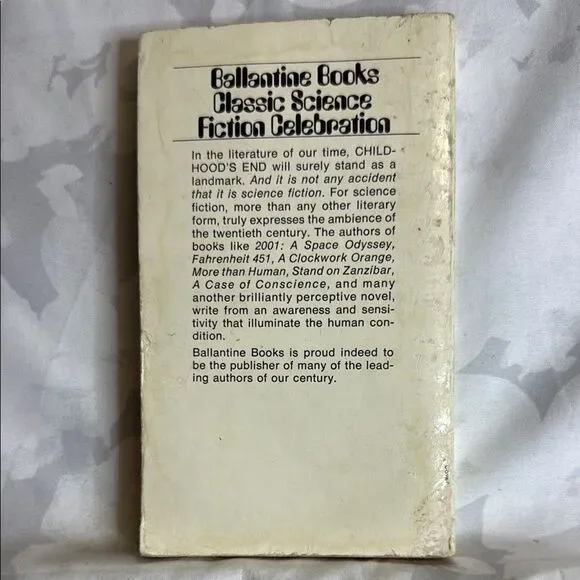 Ballantine Books
Classic Science
Fiction Celebration
In the literature of our time, CHILD-
HOOD'S END will surely stand as a
landmark. And it is not any accident
that it is science fiction. For science
fiction, more than any other literary
form, truly expresses the ambience of
the twentieth century. The authors of
books like 2001: A Space Odyssey,
Fahrenheit 451, A Clockwork Orange,
More than Human, Stand on Zanzibar,
A Case of Conscience, and many
another brilliantly perceptive novel,
write from an awareness and sensi-
tivity that illuminate the human con-
dition.
Ballantine Books is proud indeed to
be the publisher of many of the lead-
ing authors of our century.